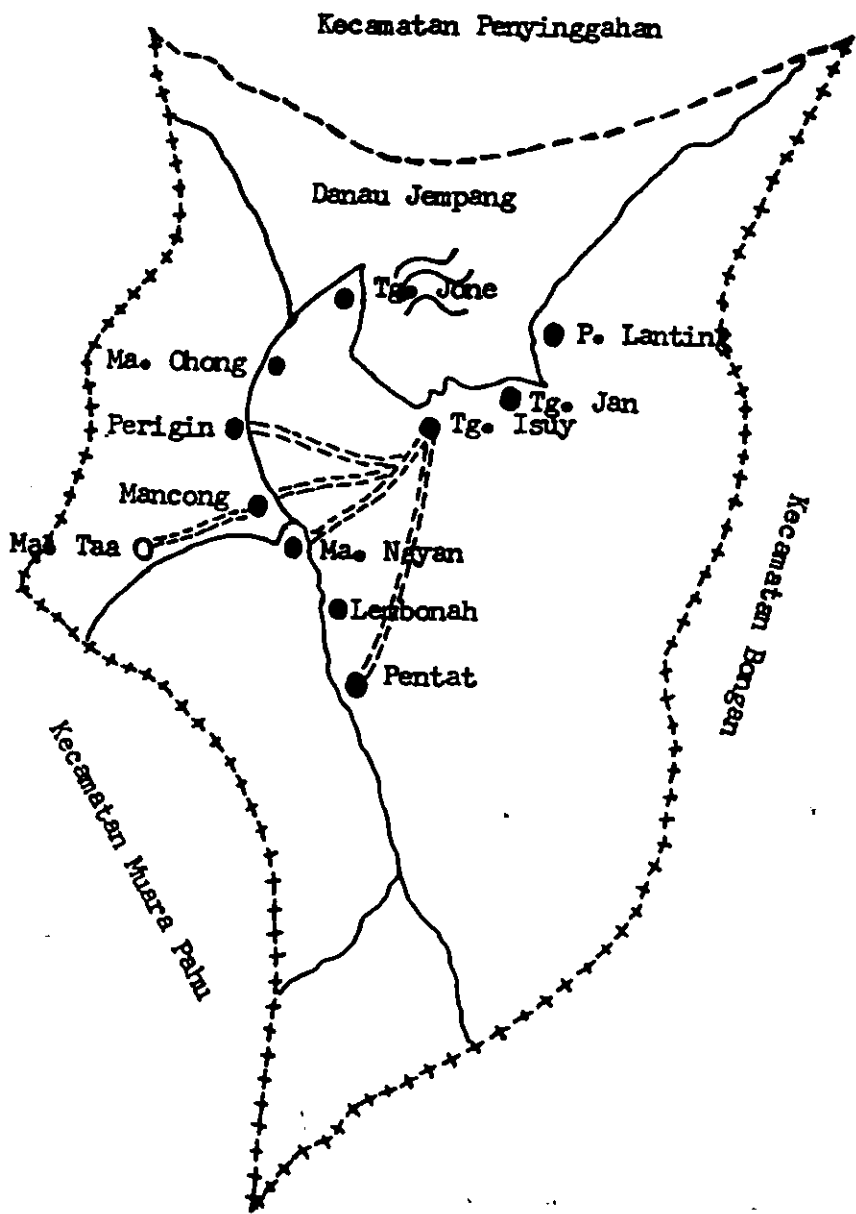 Kecamatan Penyinggahan
Danau Jempang
Tg. Jone
P. Lanting
Ma. Ohong
Tg. Jan
Perigin
Tg. Isuy
Mancong
Ma. Taa
Ma. Nayan
Lembonah
Pentat
Kecamatan Bongan
Kecamatan Muara Pahu